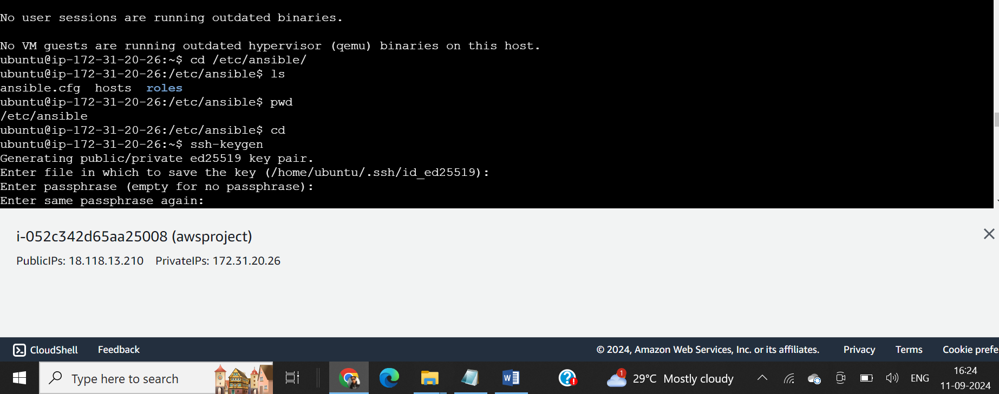 No user sessions are running outdated binaries.
No VM guests are running outdated hypervisor (qemu) binaries on this host.
ubuntu@ip-172-31-20-26:~$ cd /etc/ansible/
ubuntu@ip-172-31-20-26:/etc/ansible$ ls
ansible.cfg  hosts  roles
ubuntu@ip-172-31-20-26:/etc/ansible$ pwd
/etc/ansible
ubuntu@ip-172-31-20-26:/etc/ansible$ cd
ubuntu@ip-172-31-20-26:~$ ssh-keygen
Generating public/private ed25519 key pair.
Enter file in which to save the key (/home/ubuntu/.ssh/id_ed25519):
Enter passphrase (empty for no passphrase):
Enter same passphrase again:
i-052c342d65aa25008 (awsproject)
PublicIPs: 18.118.13.210    PrivateIPs: 172.31.20.26
CloudShell    Feedback    © 2024, Amazon Web Services, Inc. or its affiliates.    Privacy    Terms    Cookie prefe
Type here to search    W    1    29°C  Mostly cloudy    ENG    16:24
11-09-2024